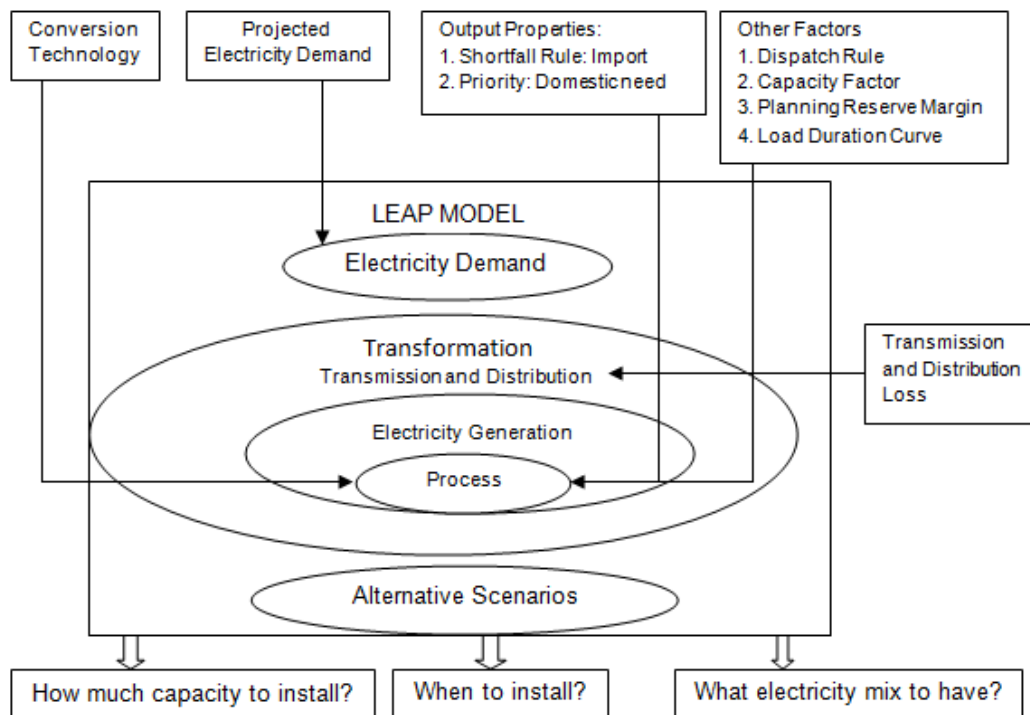 Conversion
Technology
Projected
Electricity Demand
Output Properties:
1. Shortfall Rule: Import
2. Priority: Domestic need
Other Factors
1. Dispatch Rule
2. Capacity Factor
3. Planning Reserve Margin
4. Load Duration Curve
LEAP MODEL
Electricity Demand
Transformation
Transmission and Distribution
Transmission
and Distribution
Loss
Electricity Generation
Process
Alternative Scenarios
How much capacity to install?
When to install?
What electricity mix to have?